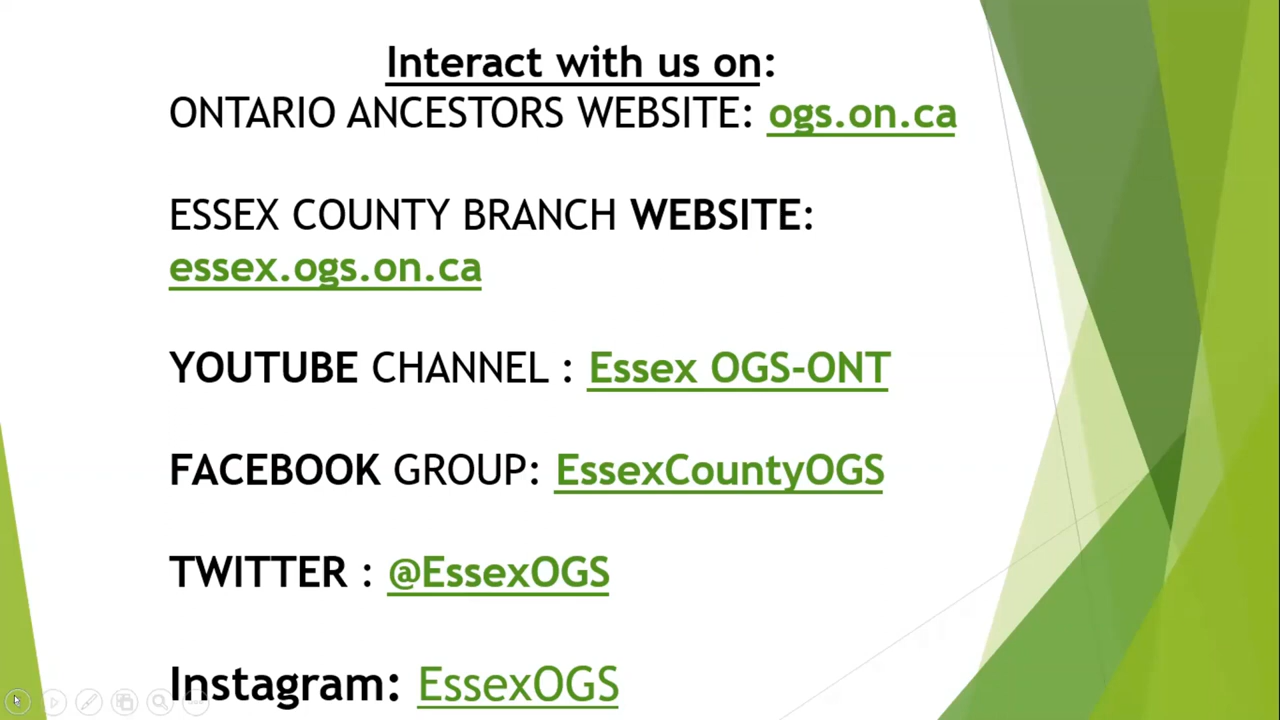 Interact with us on:
ONTARIO ANCESTORS WEBSITE: ogs.on.ca
ESSEX COUNTY BRANCH WEBSITE:
essex.ogs.on.ca
YOUTUBE CHANNEL : Essex OGS-ONT
FACEBOOK GROUP: EssexCountyOGS
TWITTER : @EssexOGS
Instagram: EssexOGS